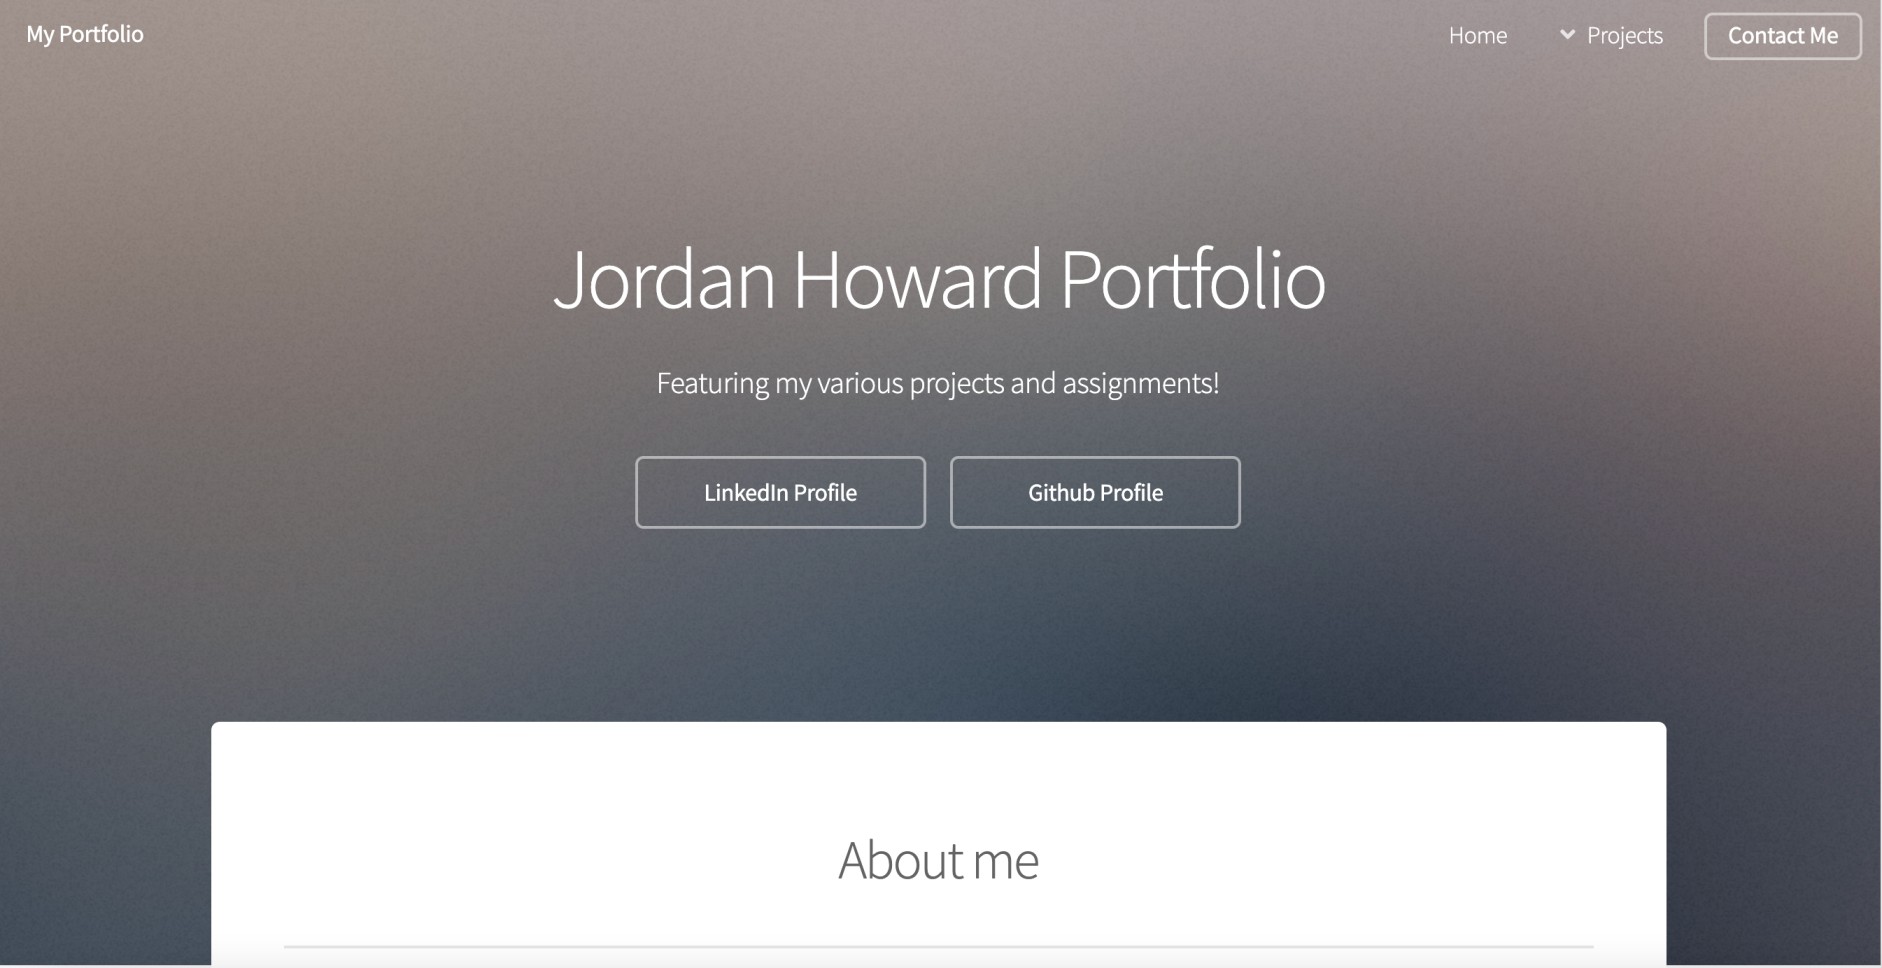 My Portfolio
Home
Projects
Contact Me
Jordan Howard Portfolio
Featuring my various projects and assignments!
LinkedIn Profile
Github Profile
About me